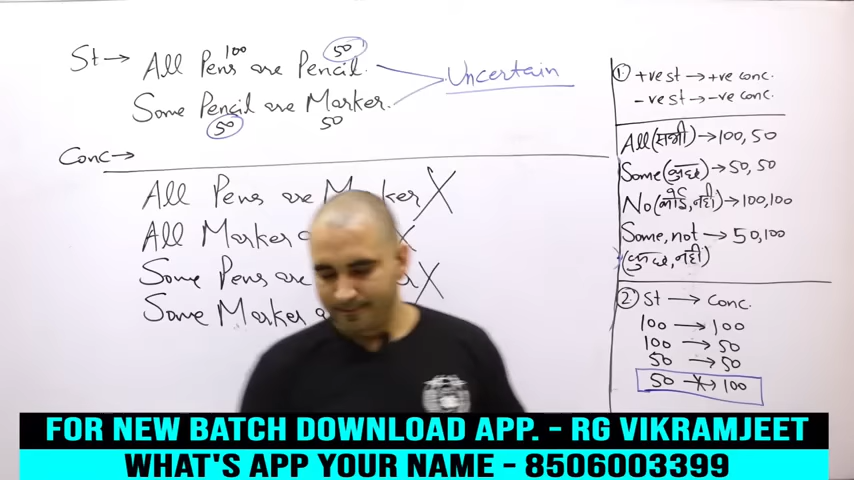 100 50
St → All Pens are Pencil.
Uncertain
Some Pencil are Marker.
50 50
Conc →
All Pens are Marker X
All Marker
Some Pens are
Some Marker
① +ve st → +ve conc.
-ve st → -ve conc.
All (सभी) → 100, 50
Some (कुछ) → 50, 50
No (कोई, नहीं) → 100, 100
Some, not → 50, 100
(कुछ, नहीं)
② St → Conc.
100 → 100
100 → 50
50 → 50
50 → 100
FOR NEW BATCH DOWNLOAD APP. - RG VIKRAMJEET
WHAT'S APP YOUR NAME - 8506003399